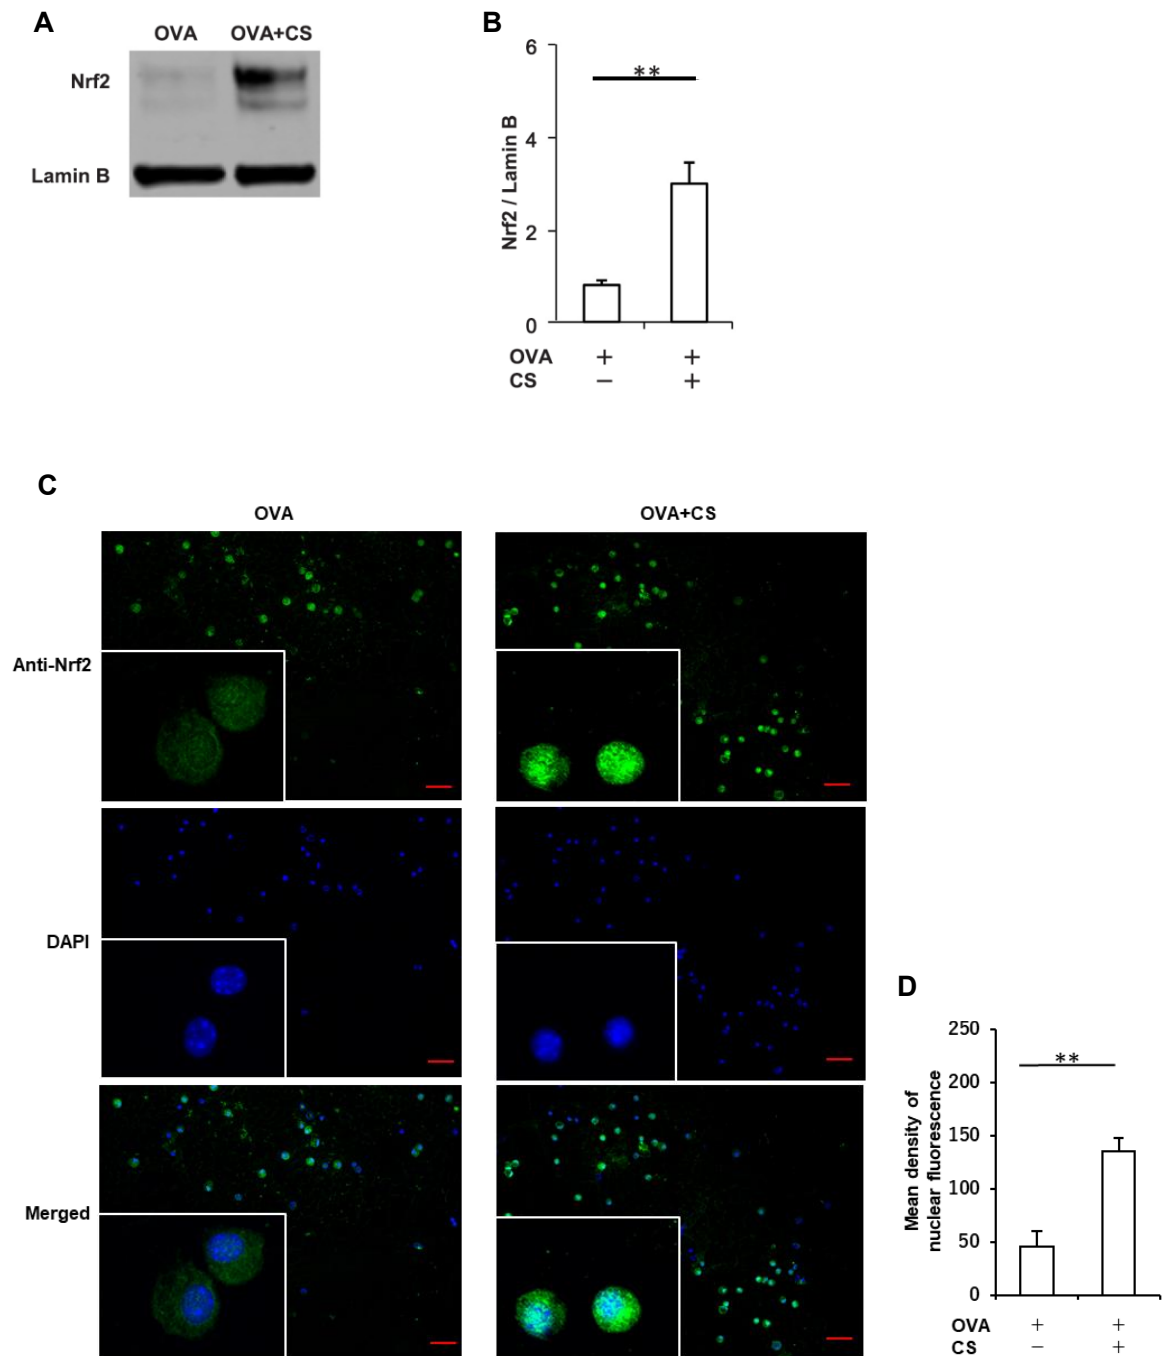 A
OVA OVA+CS
Nrf2
Lamin B
B
6
4
2
0
Nrf2 / Lamin B
**
OVA + +
CS − +
C
OVA OVA+CS
Anti-Nrf2
DAPI
Merged
D
250
200
150
100
50
0
Mean density of
nuclear fluorescence
**
OVA + +
CS − +